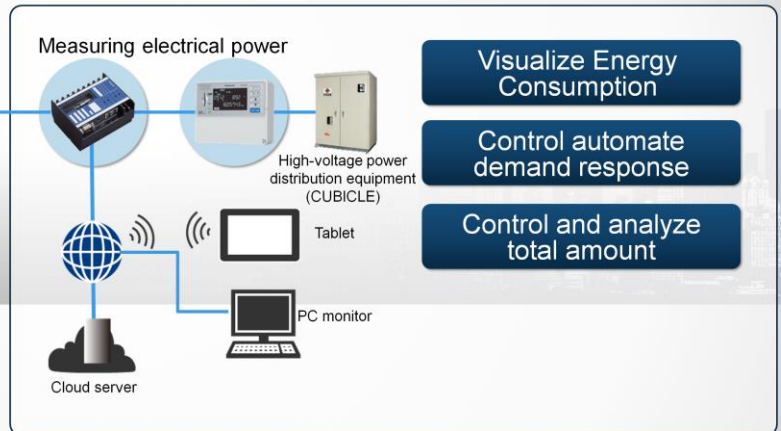 Measuring electrical power
High-voltage power
distribution equipment
(CUBICLE)
Tablet
PC monitor
Cloud server
Visualize Energy
Consumption
Control automate
demand response
Control and analyze
total amount